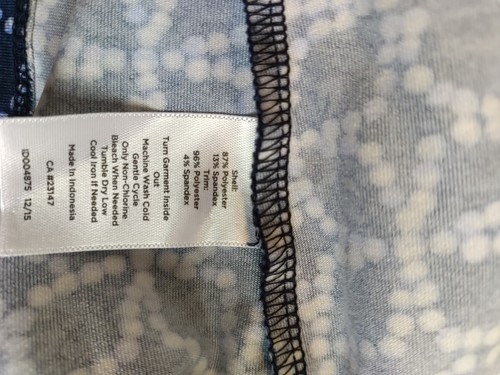 Shell:
87% Polyester
13% Spandex
Trim:
96% Polyester
4% Spandex
Turn Garment Inside
Out
Machine Wash Cold
Gentle Cycle
Only Non-Chlorine
Bleach When Needed
Tumble Dry Low
Cool Iron If Needed
Made In Indonesia
CA #23147
ID004875 12/15